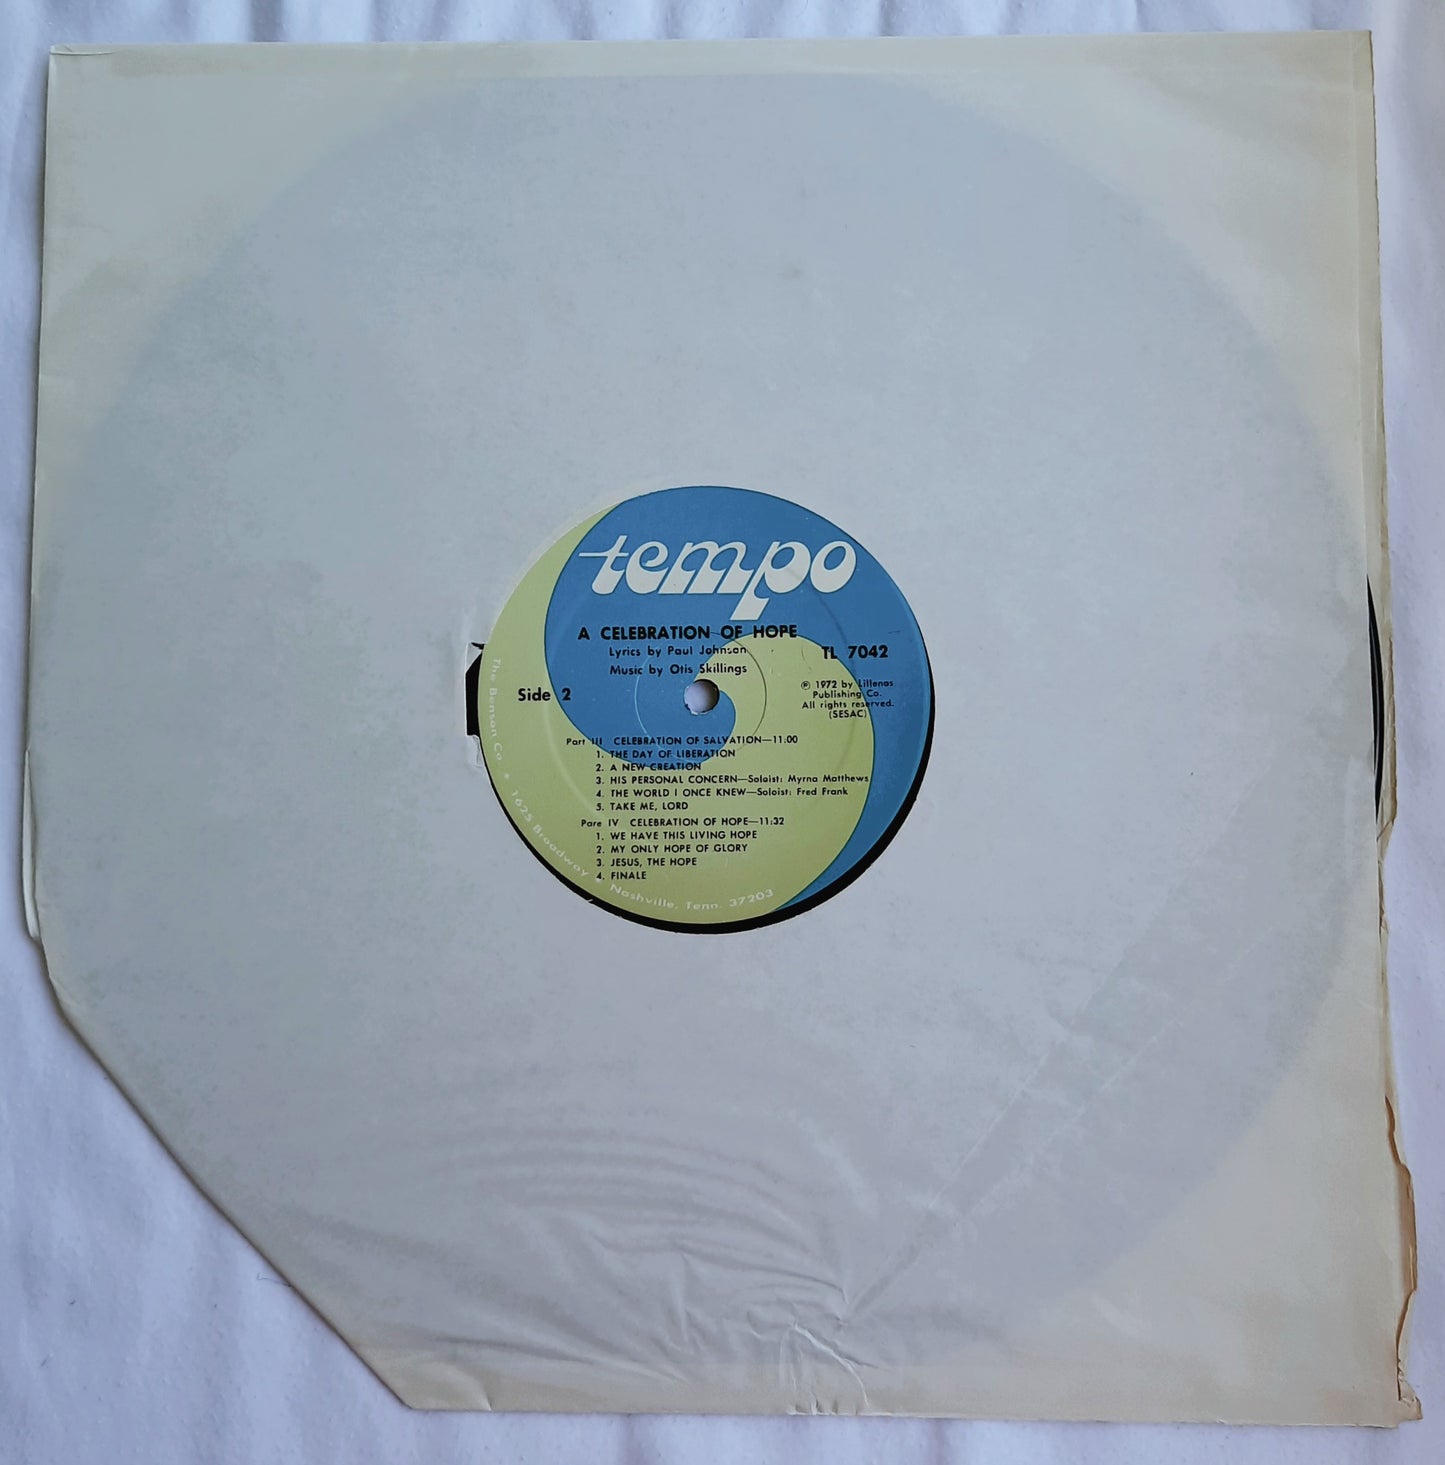 tempo
A CELEBRATION OF HOPE
Lyrics by Paul Johnson
Music by Otis Skillings
TL 7042
Side 2
℗ 1972 by Lillenas
Publishing Co.
All rights reserved.
(SESAC)
Part III CELEBRATION OF SALVATION—11:00
1. THE DAY OF LIBERATION
2. A NEW CREATION
3. HIS PERSONAL CONCERN—Soloist: Myrna Matthews
4. THE WORLD I ONCE KNEW—Soloist: Fred Frank
5. TAKE ME, LORD
Pare IV CELEBRATION OF HOPE—11:32
1. WE HAVE THIS LIVING HOPE
2. MY ONLY HOPE OF GLORY
3. JESUS, THE HOPE
4. FINALE
The Benson Co. • 1625 Broadway • Nashville, Tenn. 37203